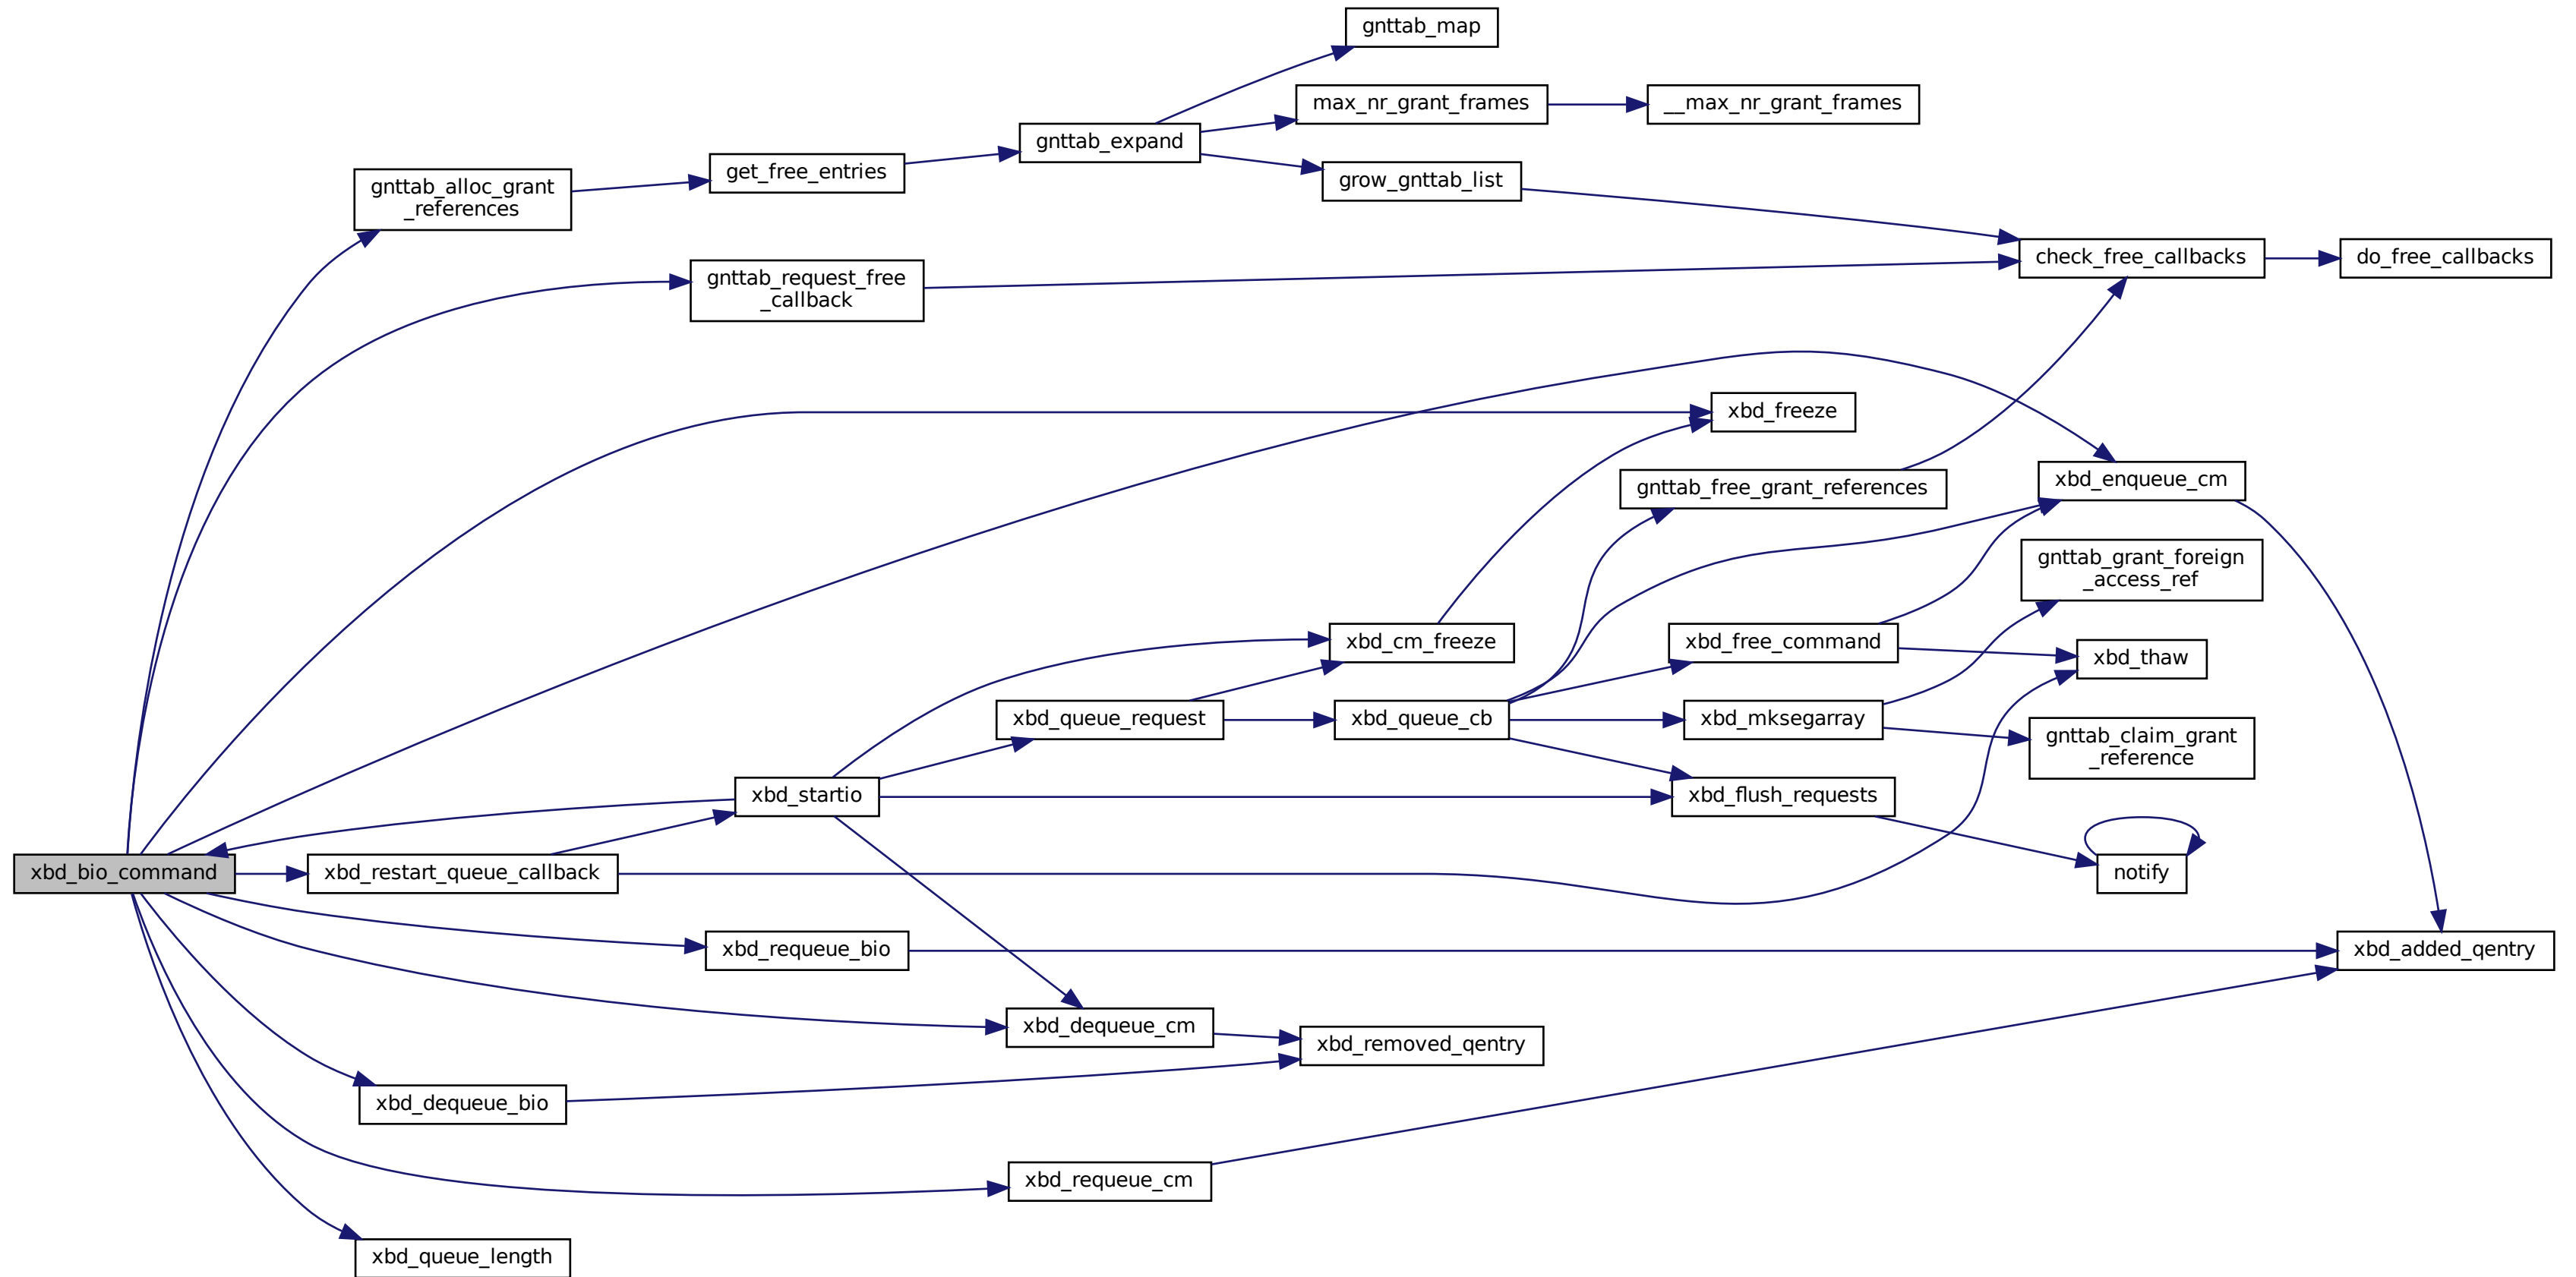 gnttab_map
max_nr_grant_frames
__max_nr_grant_frames
gnttab_expand
get_free_entries
grow_gnttab_list
gnttab_alloc_grant
_references
check_free_callbacks
do_free_callbacks
gnttab_request_free
_callback
xbd_freeze
xbd_enqueue_cm
gnttab_free_grant_references
gnttab_grant_foreign
_access_ref
xbd_cm_freeze
xbd_free_command
xbd_thaw
xbd_queue_request
xbd_queue_cb
xbd_mksegarray
gnttab_claim_grant
_reference
xbd_startio
xbd_flush_requests
xbd_bio_command
xbd_restart_queue_callback
notify
xbd_requeue_bio
xbd_added_qentry
xbd_dequeue_cm
xbd_removed_qentry
xbd_dequeue_bio
xbd_requeue_cm
xbd_queue_length